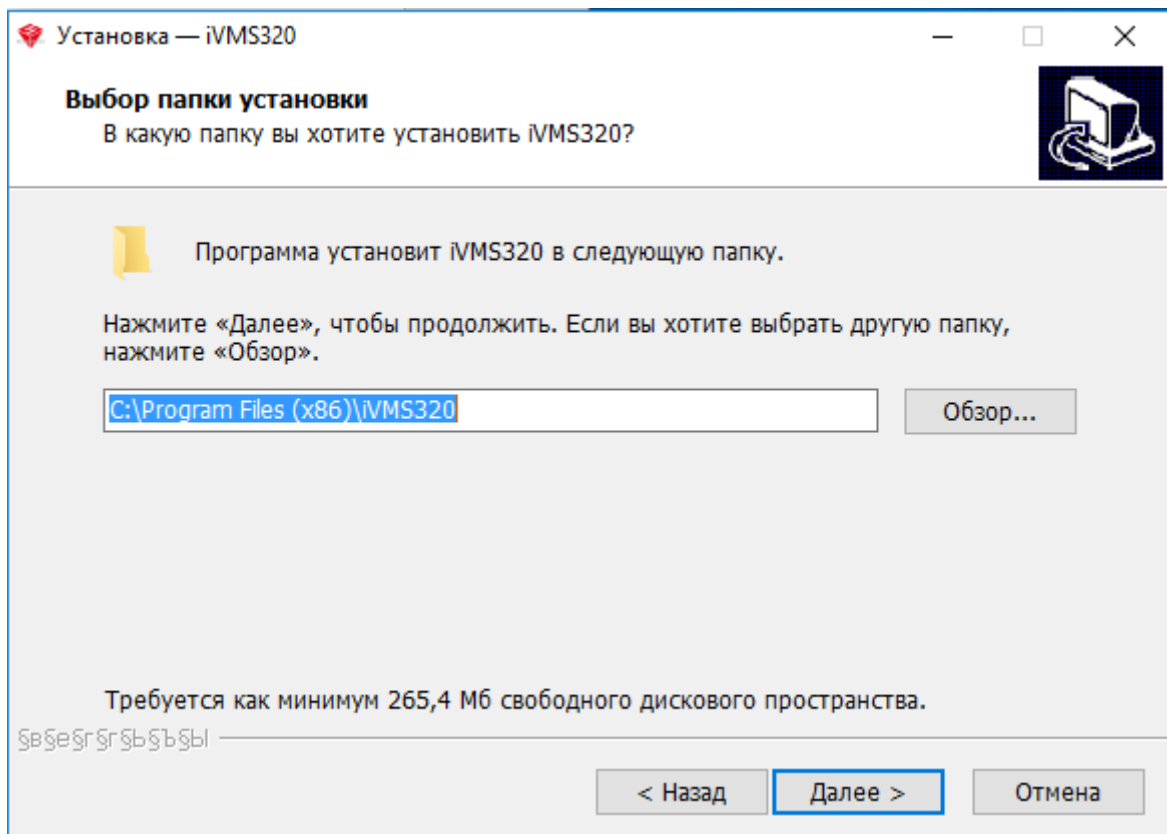 Установка — iVMS320
Выбор папки установки
В какую папку вы хотите установить iVMS320?
Программа установит iVMS320 в следующую папку.
Нажмите «Далее», чтобы продолжить. Если вы хотите выбрать другую папку,
нажмите «Обзор».
C:\Program Files (x86)\iVMS320
Обзор...
Требуется как минимум 265,4 Мб свободного дискового пространства.
§в§е§г§г§Ь§Ъ§Ы
< Назад
Далее >
Отмена